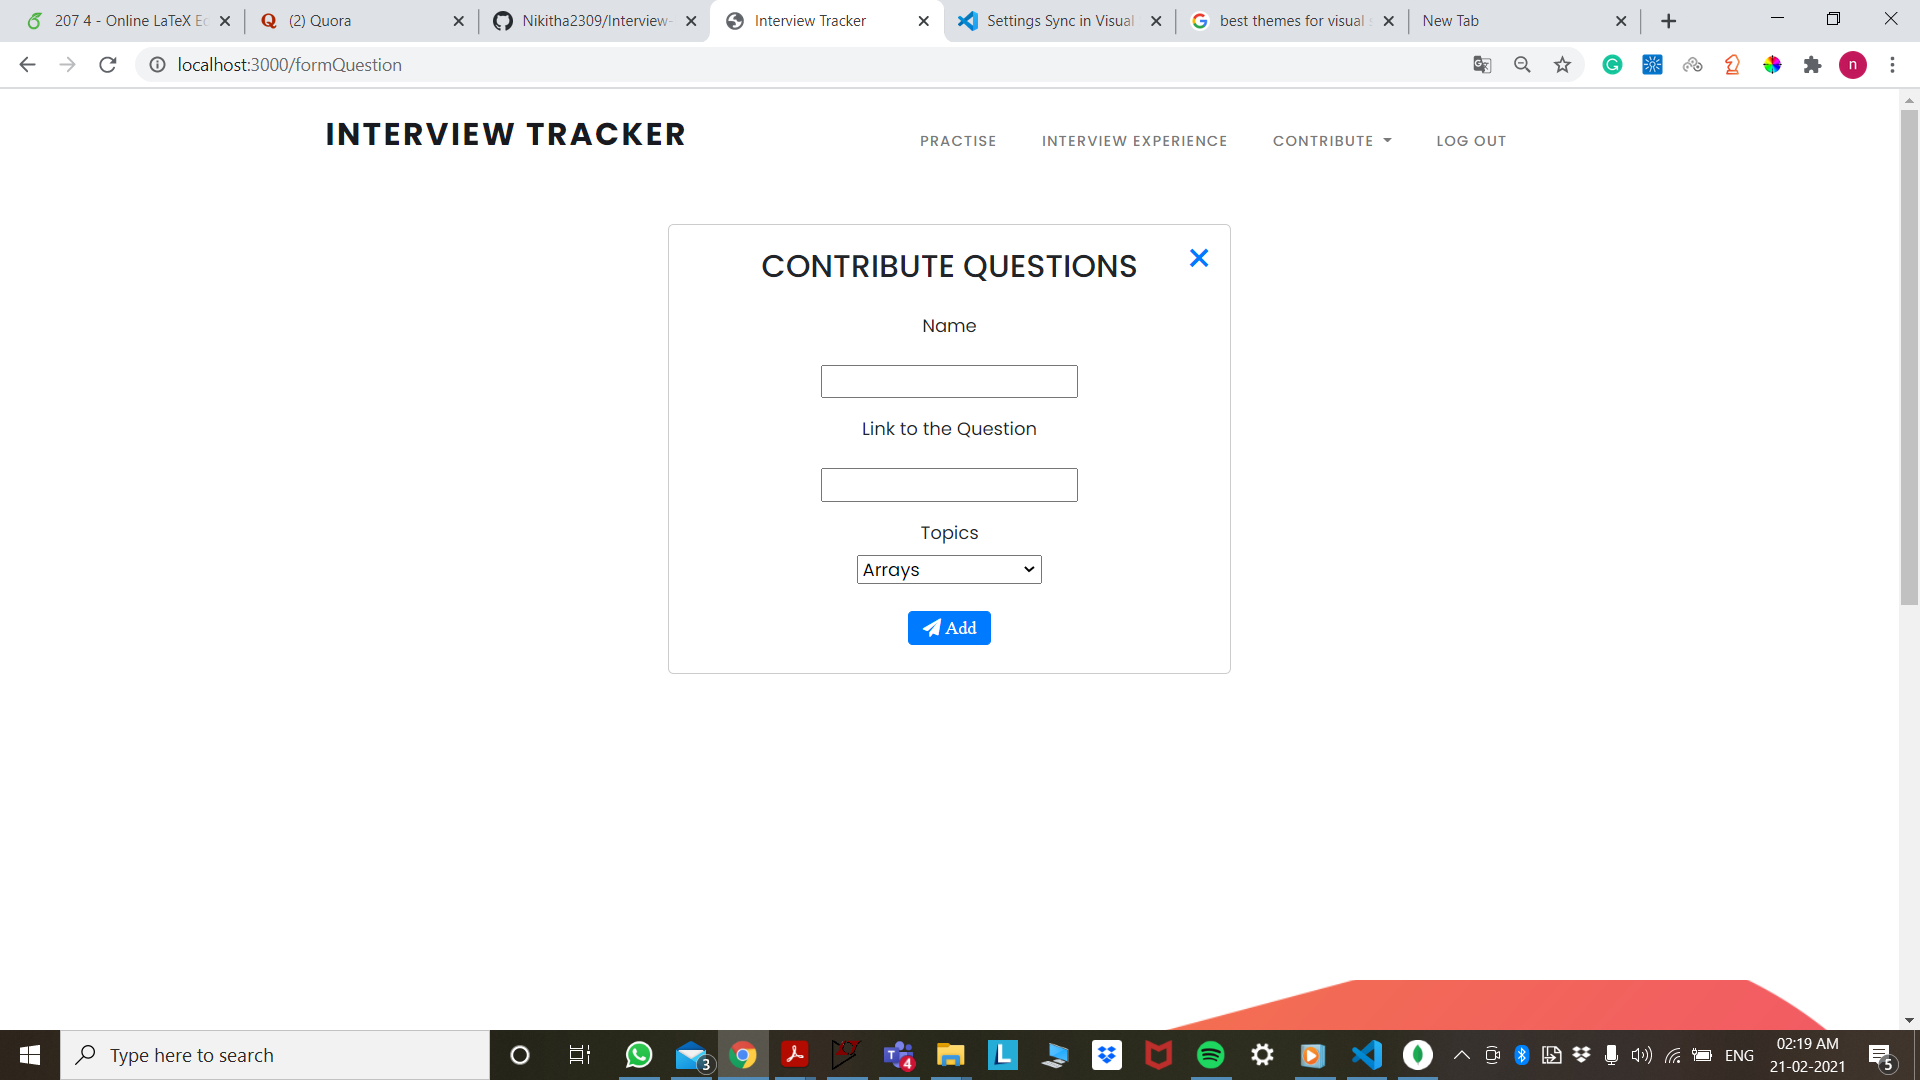 207 4 - Online LaTeX Ec
(2) Quora
Nikitha2309/Interview-
Interview Tracker
Settings Sync in Visual
best themes for visual s
New Tab
localhost:3000/formQuestion
n
INTERVIEW TRACKER
PRACTISE
INTERVIEW EXPERIENCE
CONTRIBUTE
LOG OUT
CONTRIBUTE QUESTIONS
Name
Link to the Question
Topics
Arrays
Add
Type here to search
3
4
ENG
02:19 AM
21-02-2021
5